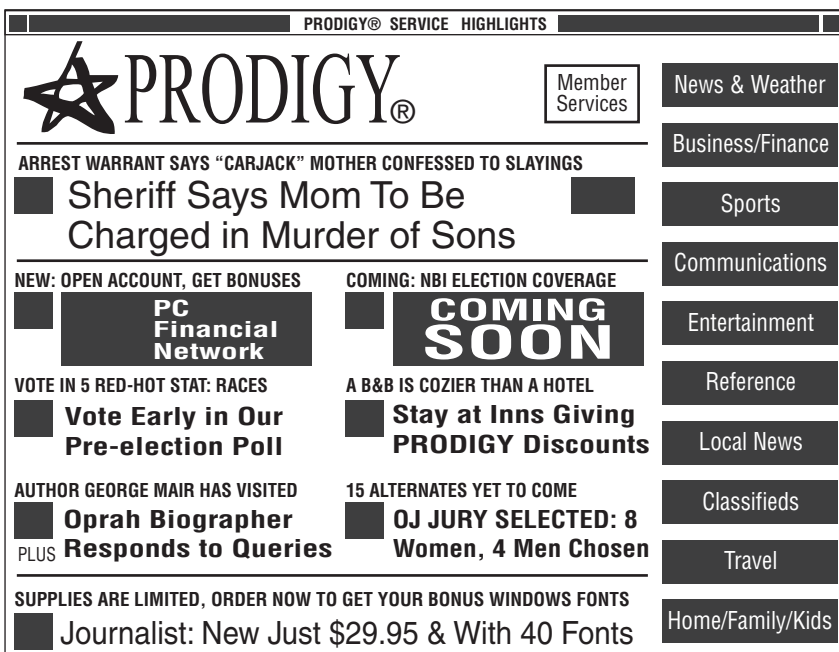 PRODIGY® SERVICE HIGHLIGHTS
PRODIGY®
Member
Services
ARREST WARRANT SAYS “CARJACK” MOTHER CONFESSED TO SLAYINGS
Sheriff Says Mom To Be
Charged in Murder of Sons
NEW: OPEN ACCOUNT, GET BONUSES
PC
Financial
Network
COMING: NBI ELECTION COVERAGE
COMING
SOON
VOTE IN 5 RED-HOT STAT: RACES
Vote Early in Our
Pre-election Poll
A B&B IS COZIER THAN A HOTEL
Stay at Inns Giving
PRODIGY Discounts
AUTHOR GEORGE MAIR HAS VISITED
Oprah Biographer
PLUS Responds to Queries
15 ALTERNATES YET TO COME
OJ JURY SELECTED: 8
Women, 4 Men Chosen
SUPPLIES ARE LIMITED, ORDER NOW TO GET YOUR BONUS WINDOWS FONTS
Journalist: New Just $29.95 & With 40 Fonts
News & Weather
Business/Finance
Sports
Communications
Entertainment
Reference
Local News
Classifieds
Travel
Home/Family/Kids